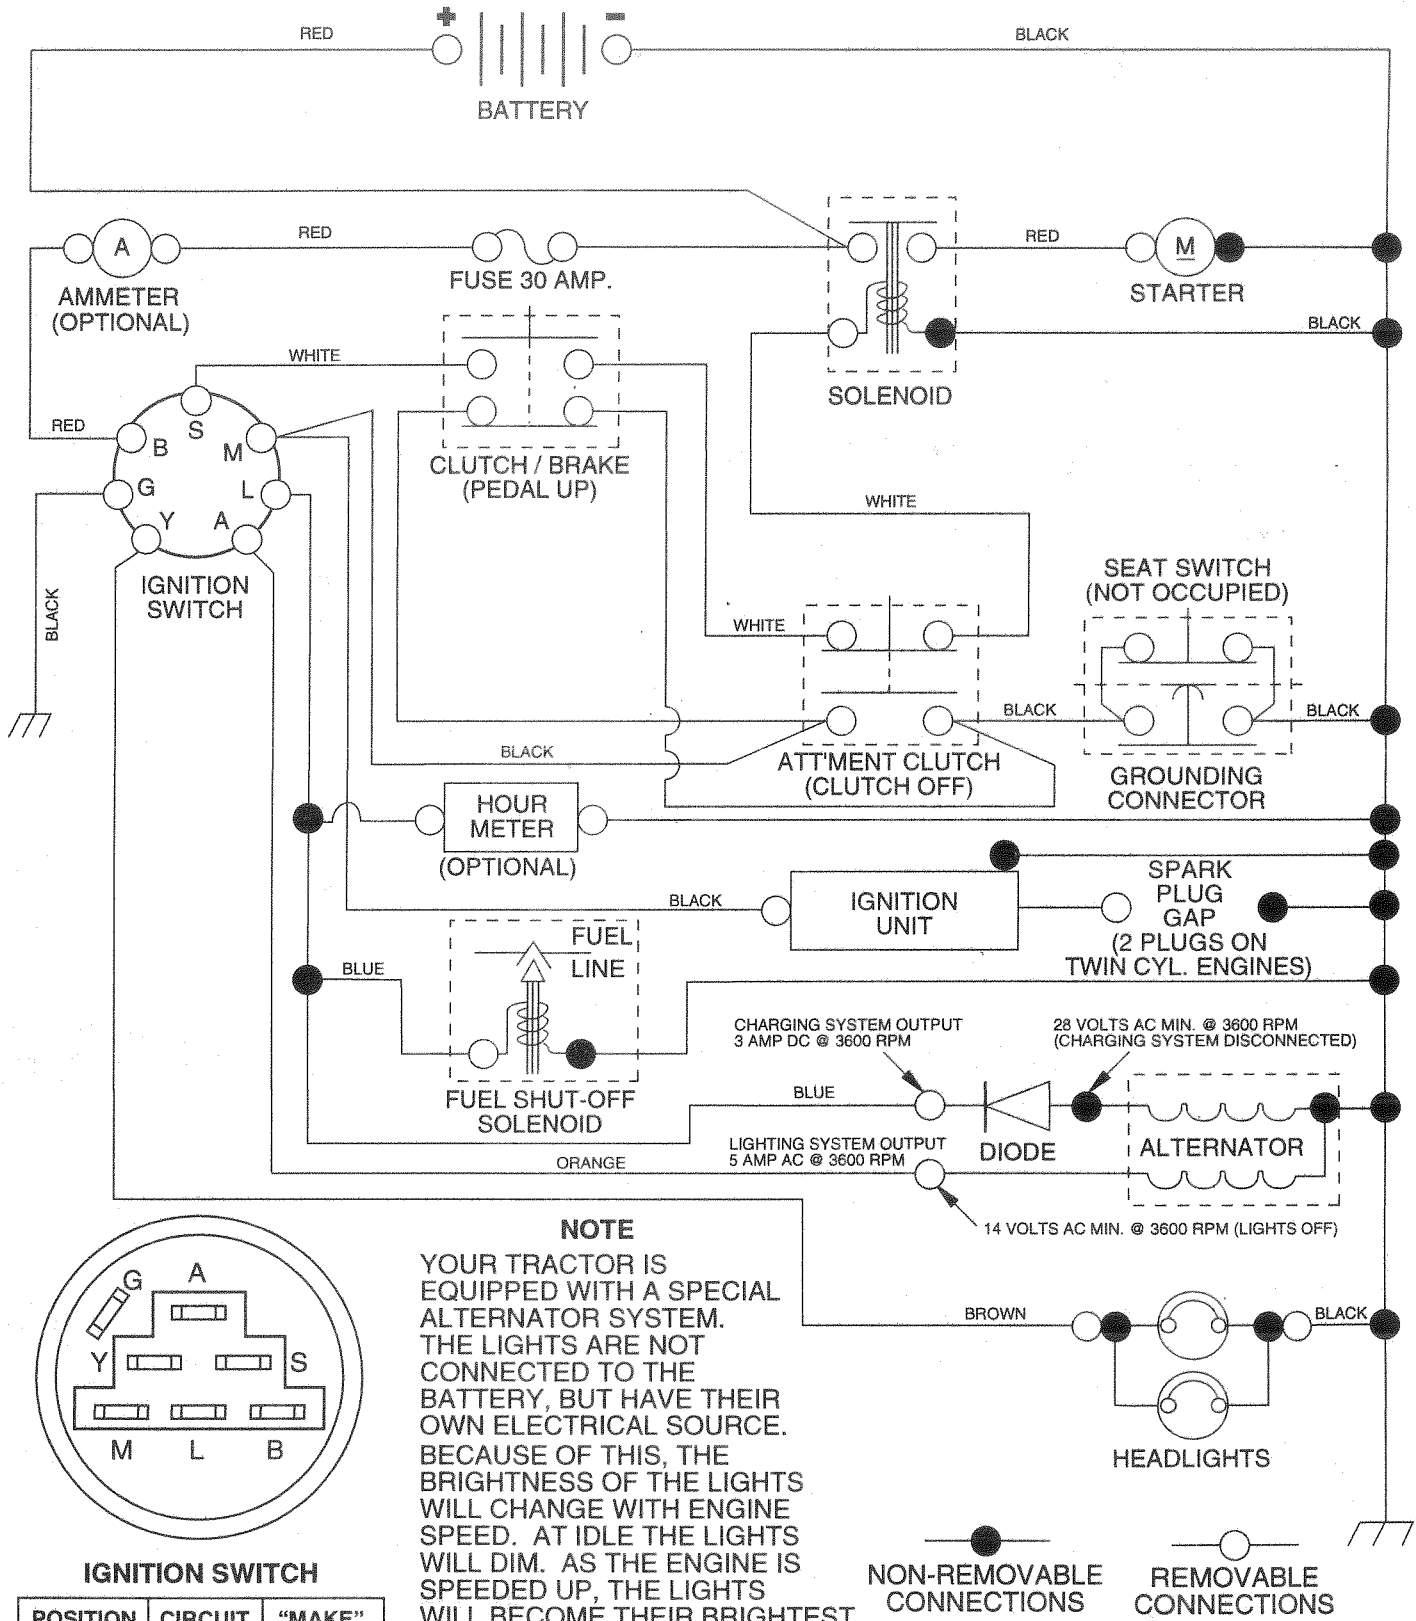 + -
RED
BLACK
BATTERY
A
RED
RED
M
FUSE 30 AMP.
AMMETER
(OPTIONAL)
STARTER
BLACK
WHITE
SOLENOID
RED
S
B
M
G
L
Y
A
CLUTCH / BRAKE
(PEDAL UP)
WHITE
IGNITION
SWITCH
BLACK
SEAT SWITCH
(NOT OCCUPIED)
WHITE
BLACK
BLACK
BLACK
ATT'MENT CLUTCH
(CLUTCH OFF)
GROUNDING
CONNECTOR
HOUR
METER
(OPTIONAL)
BLACK
IGNITION
UNIT
SPARK
PLUG
GAP
(2 PLUGS ON
TWIN CYL. ENGINES)
FUEL
LINE
BLUE
CHARGING SYSTEM OUTPUT
3 AMP DC @ 3600 RPM
28 VOLTS AC MIN. @ 3600 RPM
(CHARGING SYSTEM DISCONNECTED)
FUEL SHUT-OFF
SOLENOID
BLUE
DIODE
ALTERNATOR
LIGHTING SYSTEM OUTPUT
5 AMP AC @ 3600 RPM
ORANGE
14 VOLTS AC MIN. @ 3600 RPM (LIGHTS OFF)
G
A
Y
S
M
L
B
IGNITION SWITCH
POSITION CIRCUIT "MAKE"
NOTE
YOUR TRACTOR IS
EQUIPPED WITH A SPECIAL
ALTERNATOR SYSTEM.
THE LIGHTS ARE NOT
CONNECTED TO THE
BATTERY, BUT HAVE THEIR
OWN ELECTRICAL SOURCE.
BECAUSE OF THIS, THE
BRIGHTNESS OF THE LIGHTS
WILL CHANGE WITH ENGINE
SPEED. AT IDLE THE LIGHTS
WILL DIM. AS THE ENGINE IS
SPEEDED UP, THE LIGHTS
WILL BECOME THEIR BRIGHTEST
BROWN
BLACK
HEADLIGHTS
NON-REMOVABLE
CONNECTIONS
REMOVABLE
CONNECTIONS